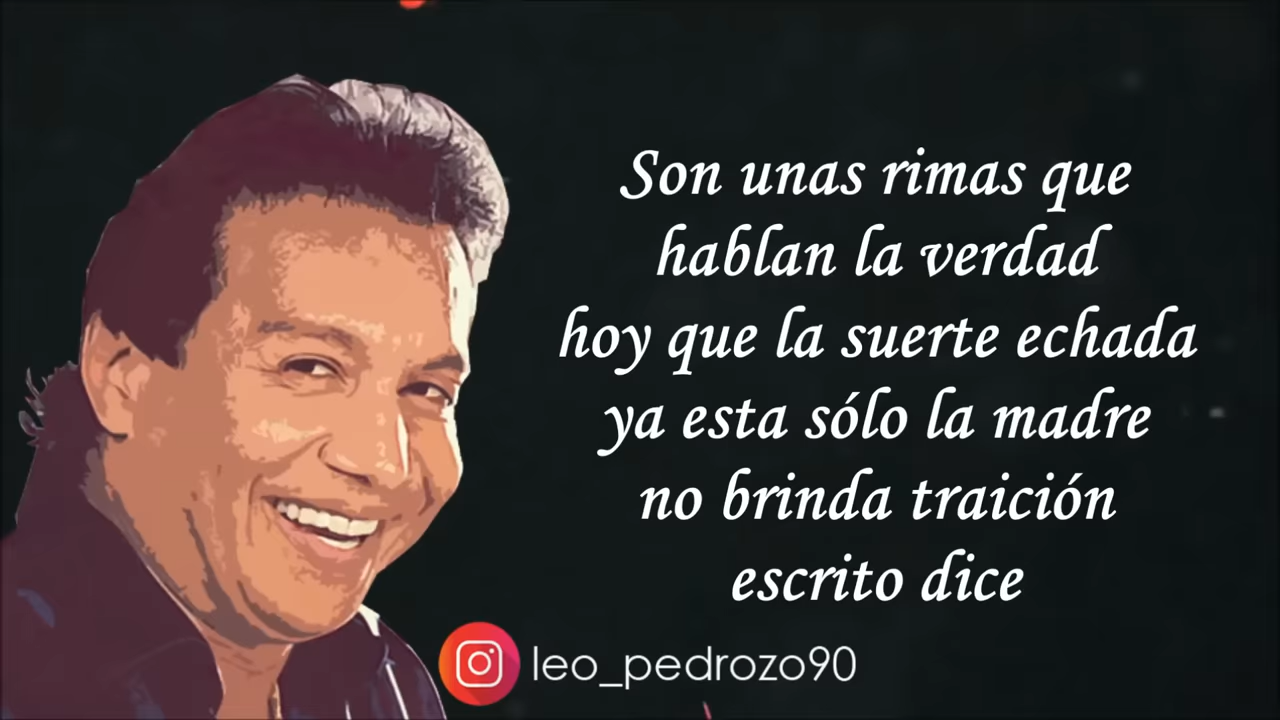 Son unas rimas que
hablan la verdad
hoy que la suerte echada
ya esta sólo la madre
no brinda traición
escrito dice
leo_pedrozo90